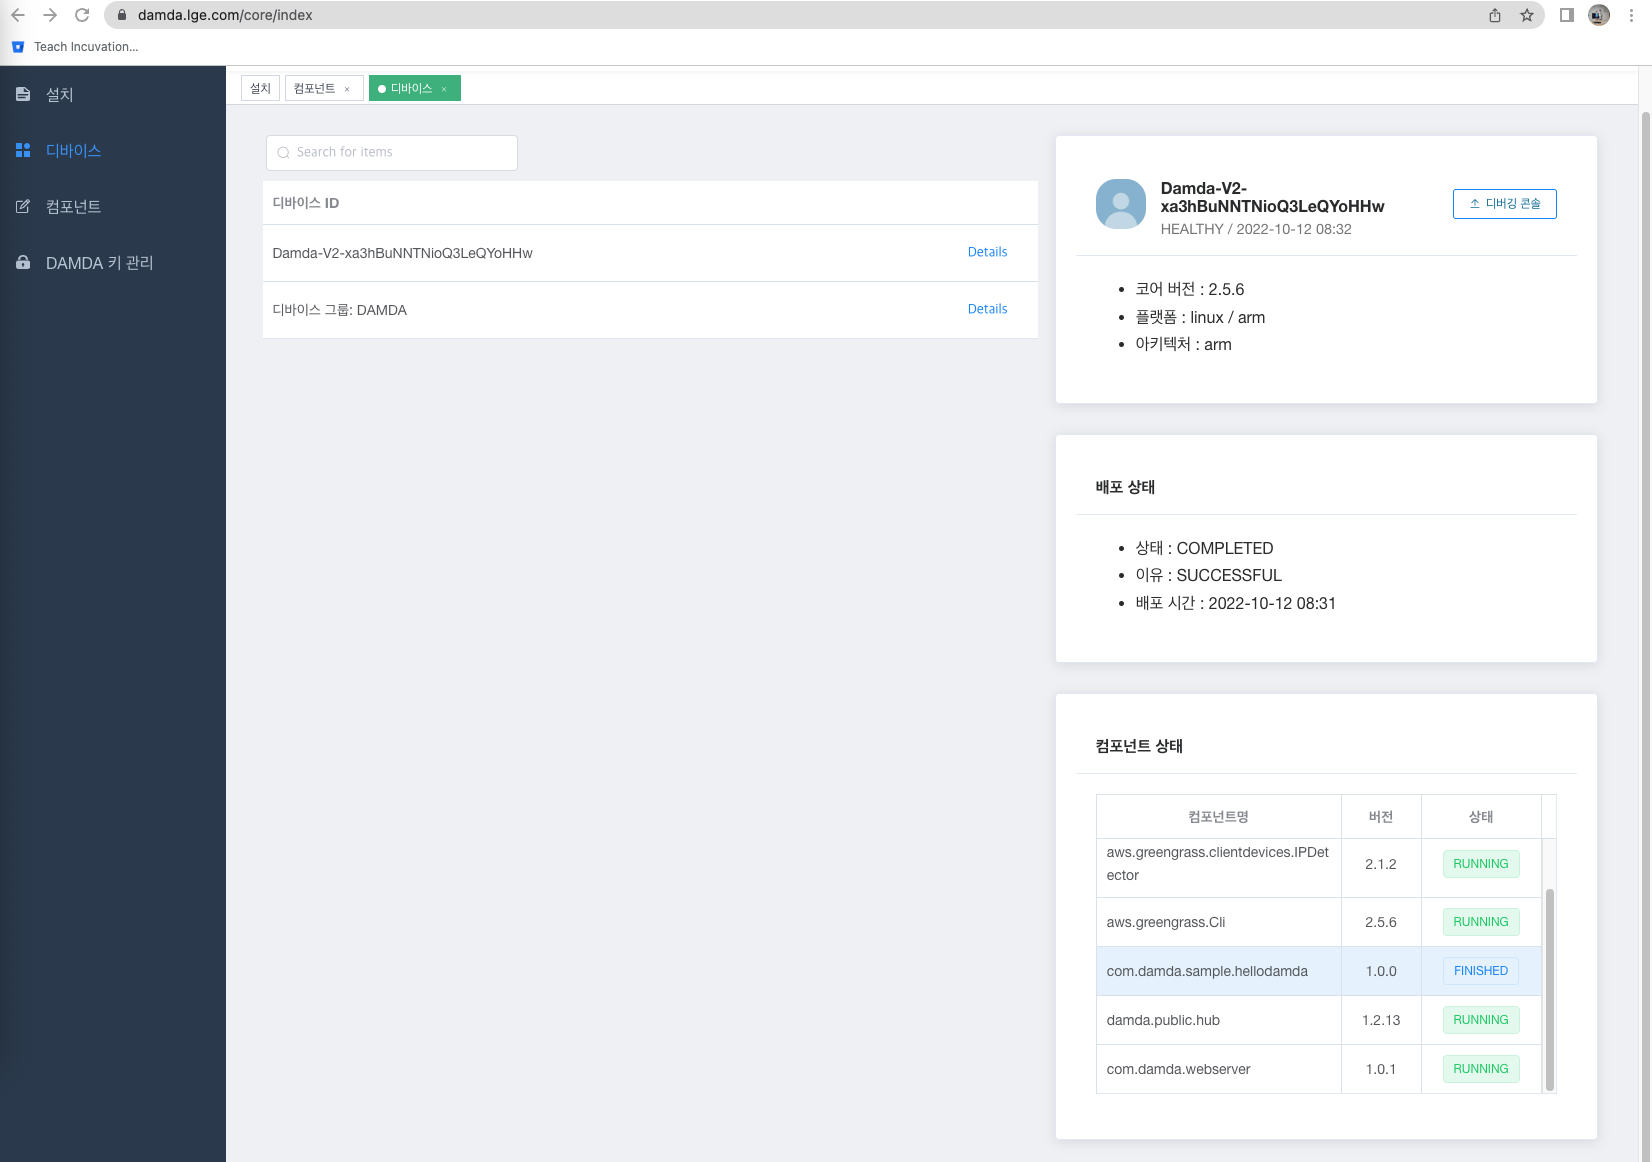 damda.lge.com/core/index
Teach Incuvation...
설치
디바이스
컴포넌트
DAMDA 키 관리
설치
컴포넌트 ×
디바이스 ×
Search for items
디바이스 ID
Damda-V2-xa3hBuNNTNioQ3LeQYoHHw Details
디바이스 그룹: DAMDA Details
Damda-V2-
xa3hBuNNTNioQ3LeQYoHHw
HEALTHY / 2022-10-12 08:32
디버깅 콘솔
• 코어 버전 : 2.5.6
• 플랫폼 : linux / arm
• 아키텍처 : arm
배포 상태
• 상태 : COMPLETED
• 이유 : SUCCESSFUL
• 배포 시간 : 2022-10-12 08:31
컴포넌트 상태
컴포넌트명 버전 상태
aws.greengrass.clientdevices.IPDet
ector 2.1.2 RUNNING
aws.greengrass.Cli 2.5.6 RUNNING
com.damda.sample.hellodamda 1.0.0 FINISHED
damda.public.hub 1.2.13 RUNNING
com.damda.webserver 1.0.1 RUNNING